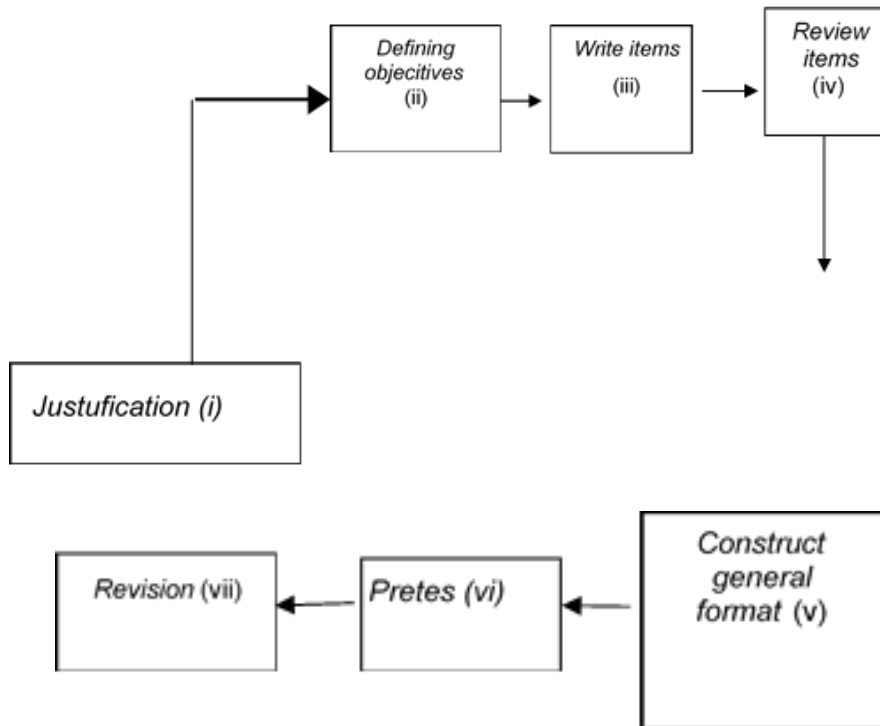 Defining
objecitives
(ii)
Write items
(iii)
Review
items
(iv)
Justufication (i)
Construct
general
format (v)
Pretes (vi)
Revision (vii)